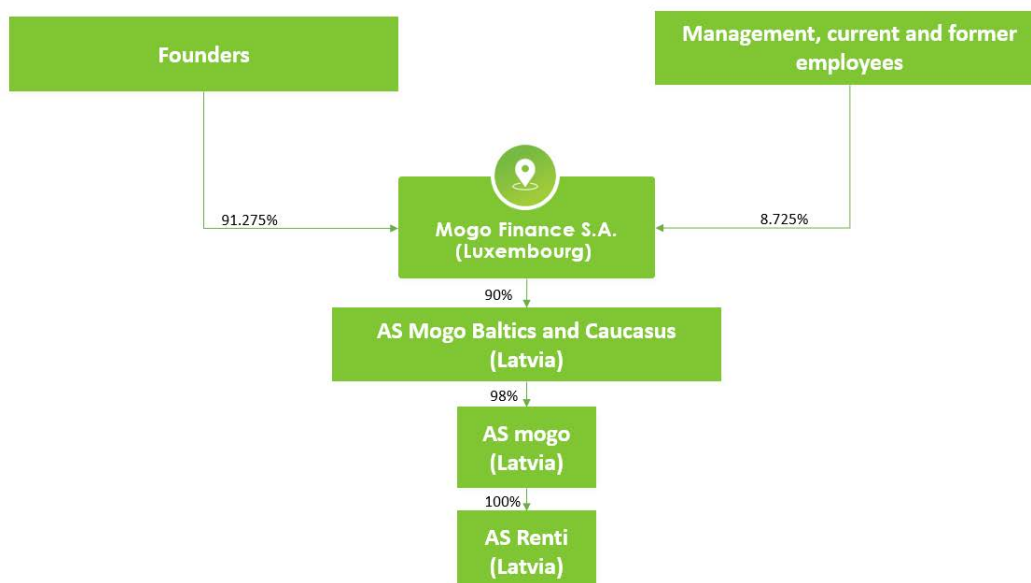 Founders
Management, current and former
employees
91.275%
8.725%
Mogo Finance S.A.
(Luxembourg)
90%
AS Mogo Baltics and Caucasus
(Latvia)
98%
AS mogo
(Latvia)
100%
AS Renti
(Latvia)